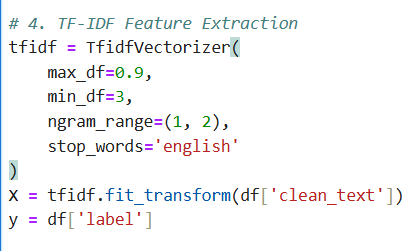 # 4. TF-IDF Feature Extraction
tfidf = TfidfVectorizer(
    max_df=0.9,
    min_df=3,
    ngram_range=(1, 2),
    stop_words='english'
)
X = tfidf.fit_transform(df['clean_text'])
y = df['label']